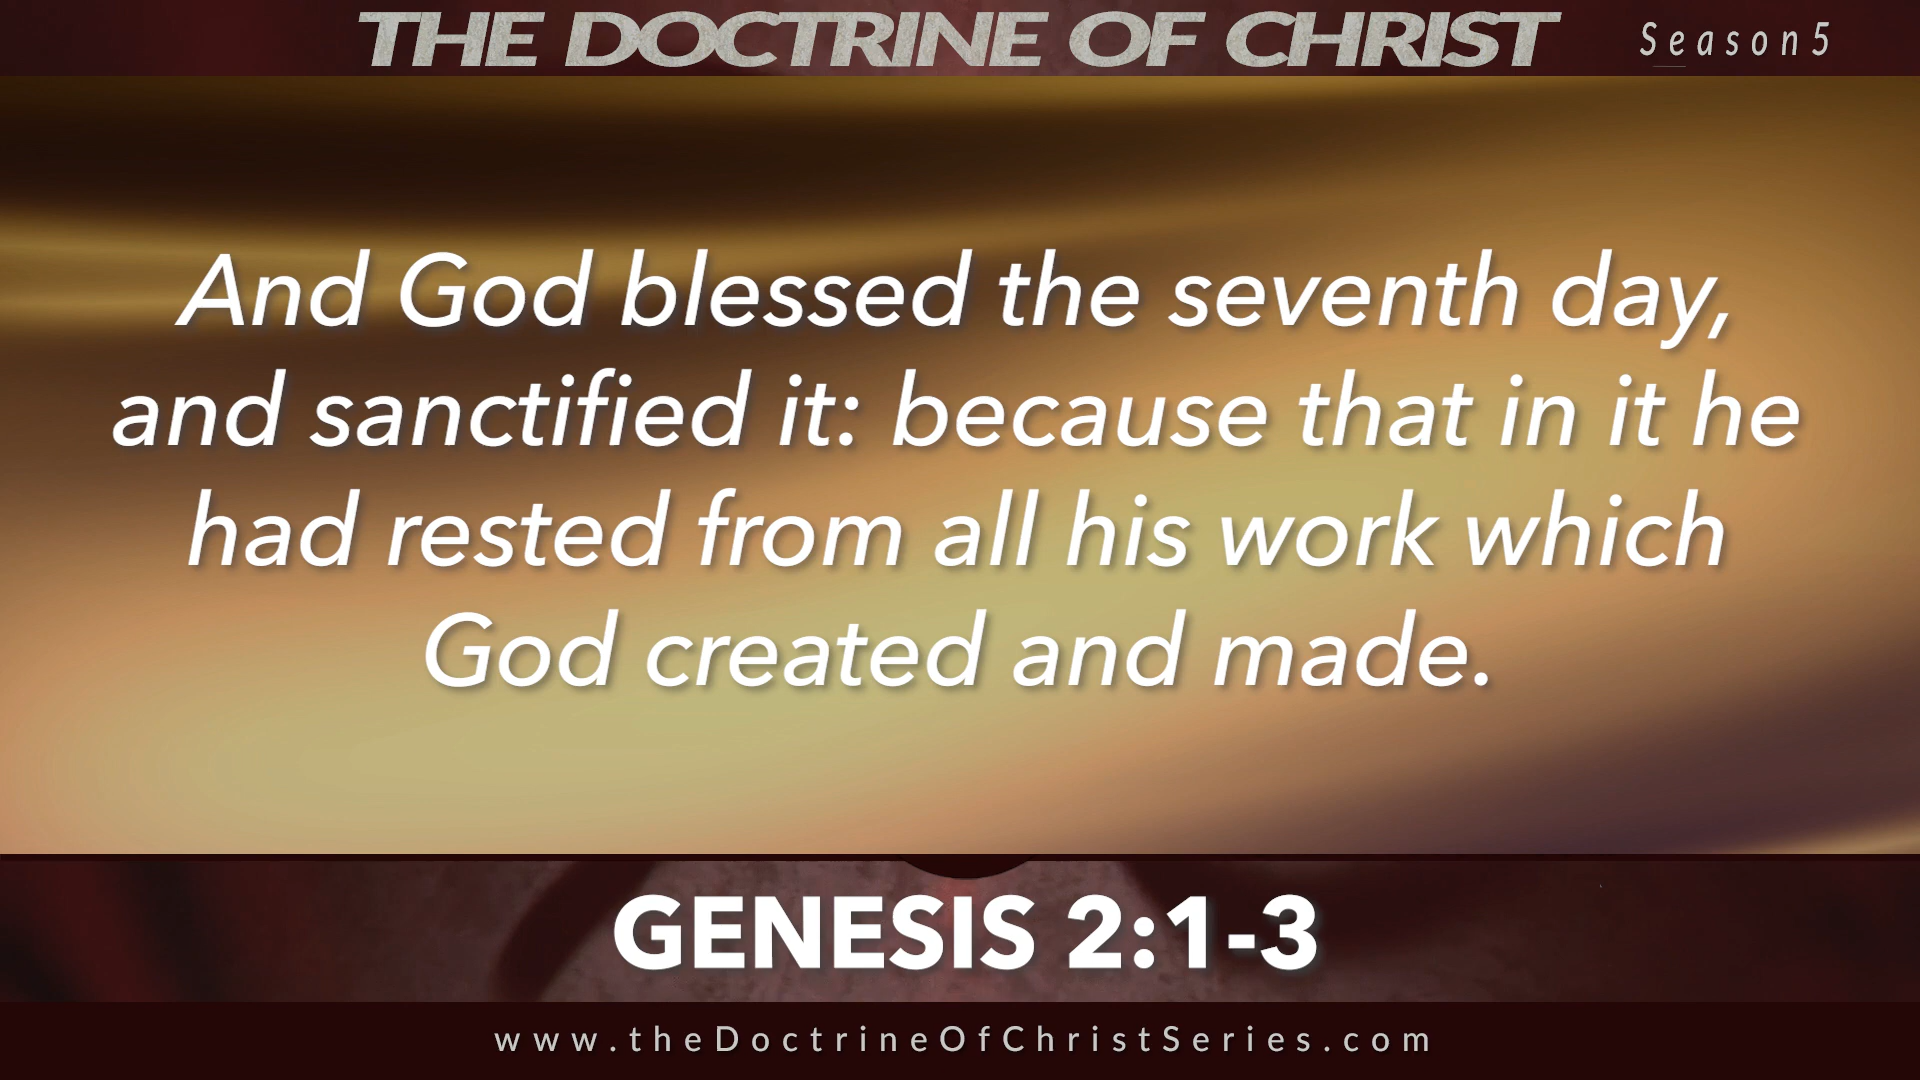 THE DOCTRINE OF CHRIST
Season5
And God blessed the seventh day,
and sanctified it: because that in it he
had rested from all his work which
God created and made.
GENESIS 2:1-3
www.theDoctrineOfChristSeries.com